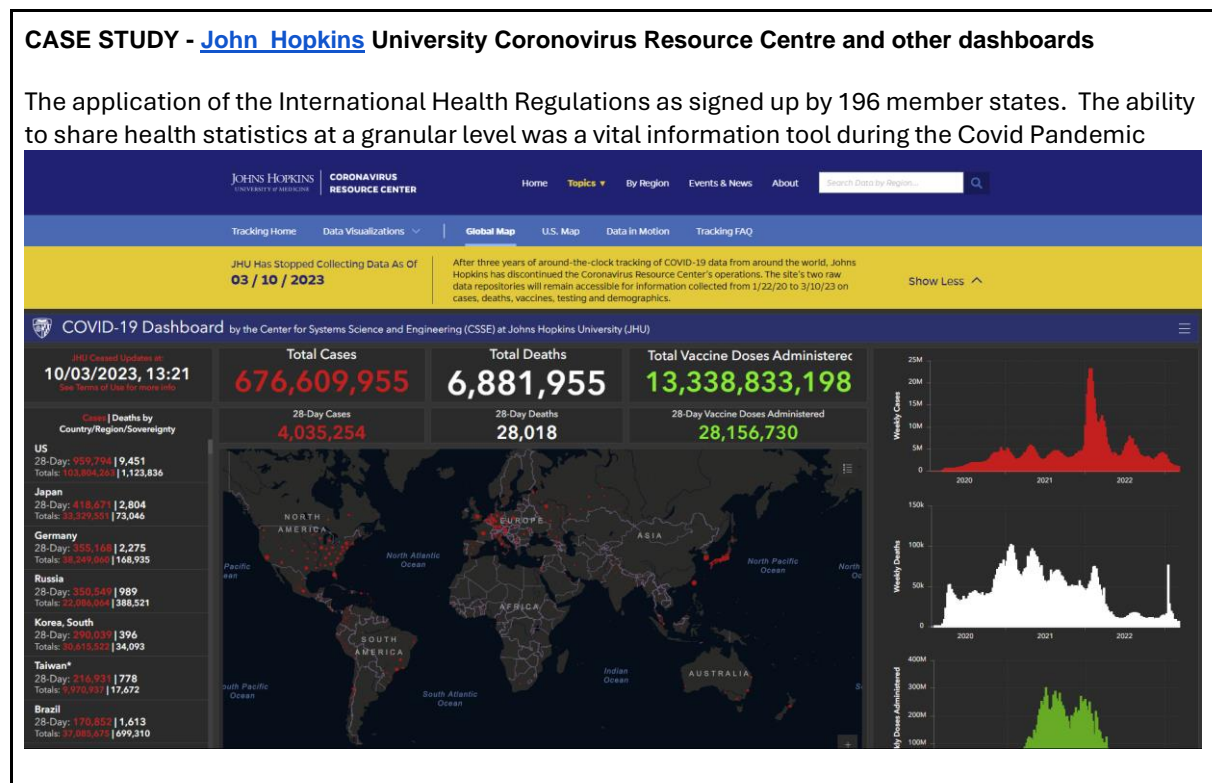 CASE STUDY - John Hopkins University Coronovirus Resource Centre and other dashboards
The application of the International Health Regulations as signed up by 196 member states. The ability
to share health statistics at a granular level was a vital information tool during the Covid Pandemic
JOHNS HOPKINS
UNIVERSITY & MEDICINE
CORONAVIRUS
RESOURCE CENTER
Home Topics By Region Events & News About Search Data by Region...
Tracking Home Data Visualizations Global Map U.S. Map Data in Motion Tracking FAQ
JHU Has Stopped Collecting Data As Of
03 / 10 / 2023
After three years of around-the-clock tracking of COVID-19 data from around the world, Johns
Hopkins has discontinued the Coronavirus Resource Center's operations. The site's two raw
data repositories will remain accessible for information collected from 1/22/20 to 3/10/23 on
cases, deaths, vaccines, testing and demographics.
Show Less
COVID-19 Dashboard by the Center for Systems Science and Engineering (CSSE) at Johns Hopkins University (JHU)
JHU Ceased Updates at:
10/03/2023, 13:21
See Terms of Use for more info
Cases | Deaths by
Country/Region/Sovereignty
US
28-Day: 959,794 | 9,451
Totals: 103,804,263 | 1,123,836
Japan
28-Day: 418,671 | 2,804
Totals: 33,329,551 | 73,046
Germany
28-Day: 355,168 | 2,275
Totals: 38,249,060 | 168,935
Russia
28-Day: 350,549 | 989
Totals: 22,086,064 | 388,521
Korea, South
28-Day: 290,039 | 396
Totals: 30,615,522 | 34,093
Taiwan*
28-Day: 216,931 | 778
Totals: 9,970,937 | 17,672
Brazil
28-Day: 170,852 | 1,613
Totals: 37,085,675 | 699,310
Total Cases
676,609,955
Total Deaths
6,881,955
Total Vaccine Doses Administerec
13,338,833,198
28-Day Cases
4,035,254
28-Day Deaths
28,018
28-Day Vaccine Doses Administered
28,156,730
NORTH
AMERICA
EUROPE
ASIA
AFRICA
SOUTH
AMERICA
AUSTRALIA
Pacific
ean
North Atlantic
Ocean
North Pacific
Ocean
North
Oc
Indian
Ocean
outh Pacific
Ocean
South Atlantic
Ocean
S
Weekly Cases
25M
20M
15M
10M
5M
0
2020 2021 2022
Weekly Deaths
150k
100k
50k
0
2020 2021 2022
kly Doses Administered
400M
300M
200M
100M